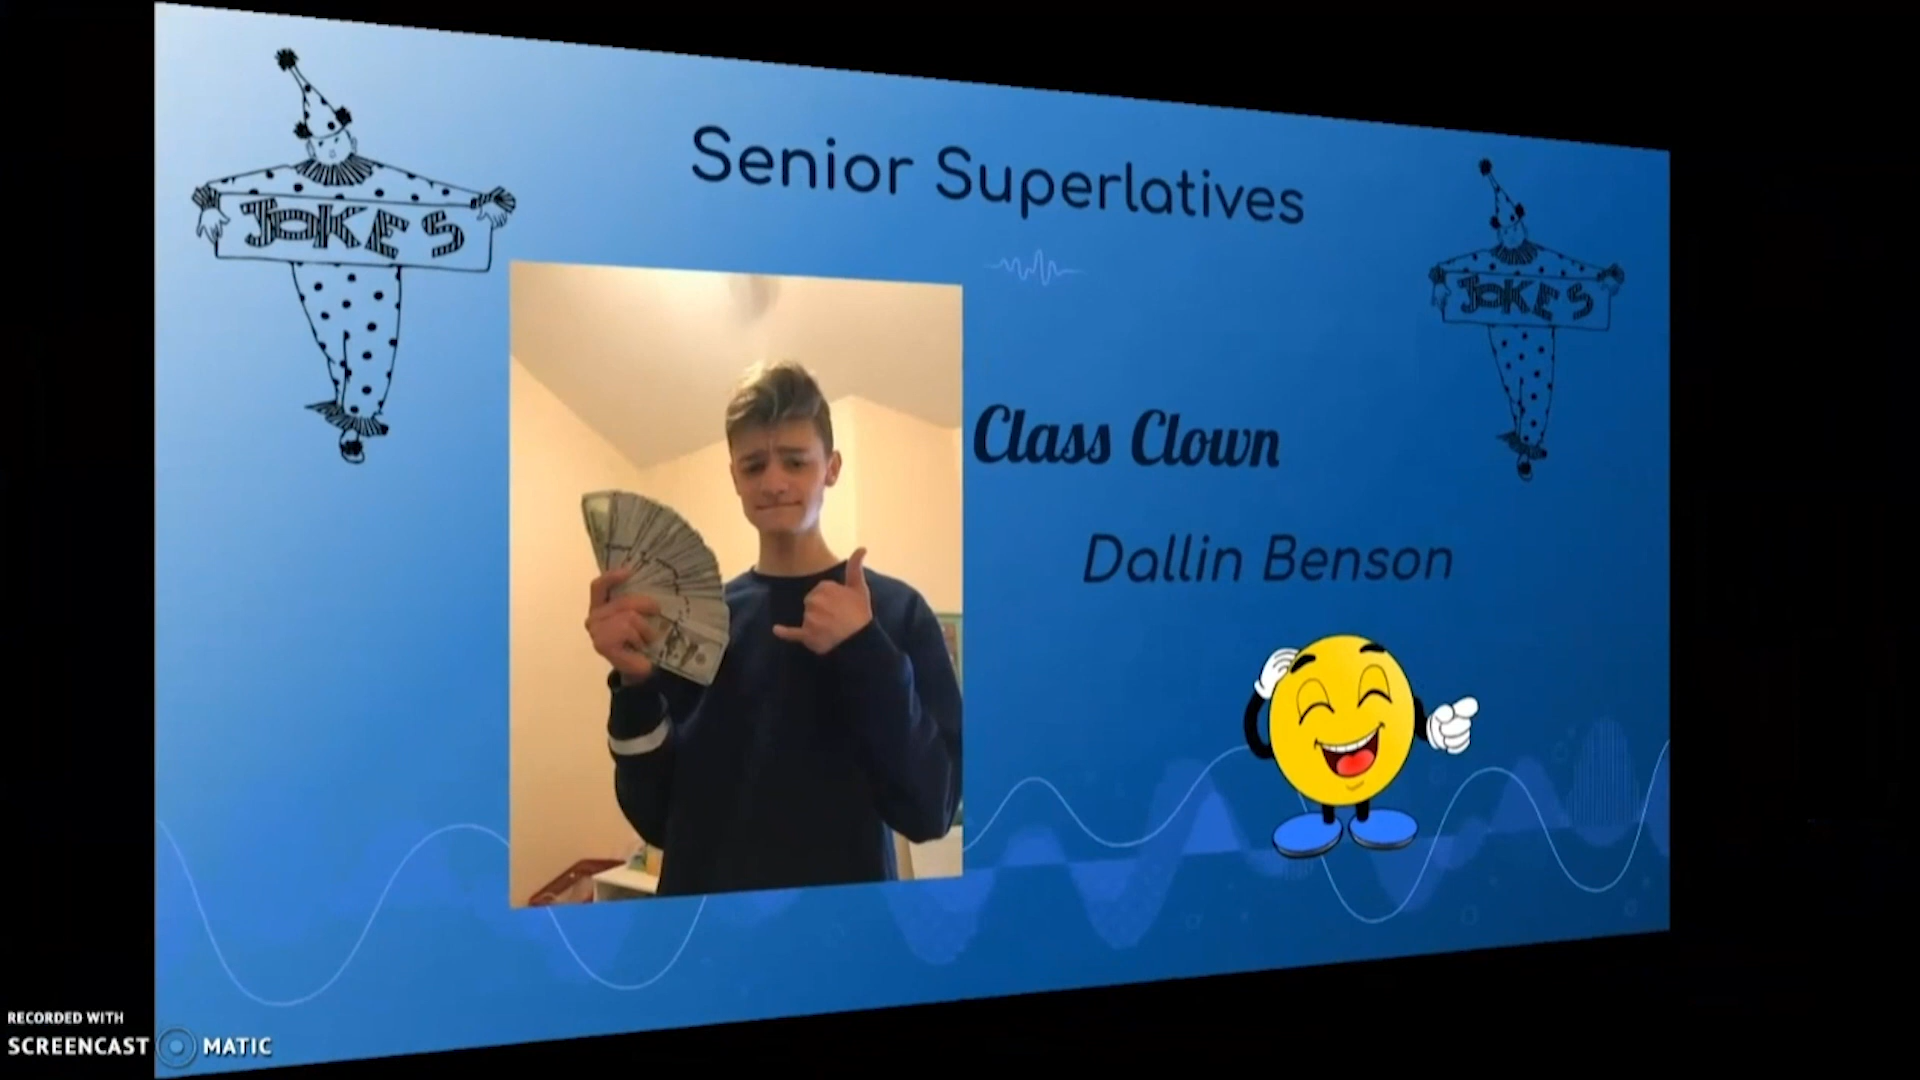 Senior Superlatives
JOKES
JOKES
Class Clown
Dallin Benson
RECORDED WITH
SCREENCAST MATIC